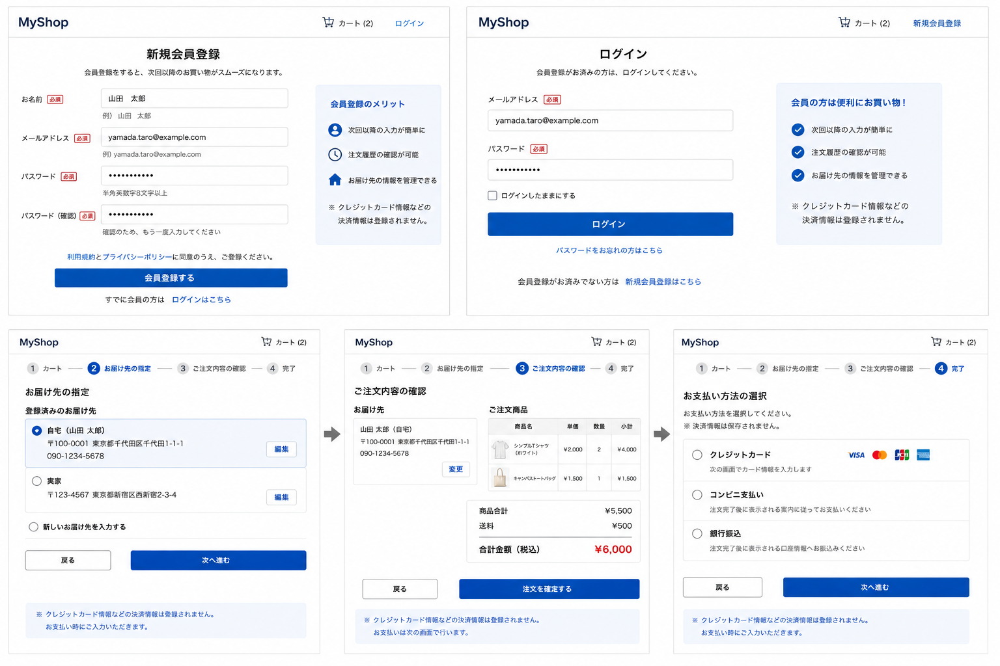 MyShop
カート (2)
ログイン
新規会員登録
会員登録をすると、次回以降のお買い物がスムーズになります。
お名前 必須
山田　太郎
例） 山田　太郎
メールアドレス 必須
yamada.taro@example.com
例) yamada.taro@example.com
パスワード 必須
•••••••••••
半角英数字8文字以上
パスワード（確認） 必須
•••••••••••
確認のため、もう一度入力してください
利用規約とプライバシーポリシーに同意のうえ、ご登録ください。
会員登録する
すでに会員の方は ログインはこちら
会員登録のメリット
次回以降の入力が簡単に
注文履歴の確認が可能
お届け先の情報を管理できる
※ クレジットカード情報などの
決済情報は登録されません。
MyShop
カート (2)
新規会員登録
ログイン
会員登録がお済みの方は、ログインしてください。
メールアドレス 必須
yamada.taro@example.com
パスワード 必須
•••••••••••
ログインしたままにする
ログイン
パスワードをお忘れの方はこちら
会員登録がお済みでない方は 新規会員登録はこちら
会員の方は便利にお買い物！
次回以降の入力が簡単に
注文履歴の確認が可能
お届け先の情報を管理できる
※ クレジットカード情報などの
決済情報は登録されません。
MyShop
カート (2)
1 カート 2 お届け先の指定 3 ご注文内容の確認 4 完了
お届け先の指定
登録済みのお届け先
自宅（山田 太郎）
〒100-0001 東京都千代田区千代田1-1-1
090-1234-5678
編集
実家
〒123-4567 東京都新宿区西新宿2-3-4
編集
新しいお届け先を入力する
戻る
次へ進む
※ クレジットカード情報などの決済情報は登録されません。
お支払い時にご入力いただきます。
MyShop
カート (2)
1 カート 2 お届け先の指定 3 ご注文内容の確認 4 完了
ご注文内容の確認
お届け先
山田 太郎（自宅）
〒100-0001 東京都千代田区千代田1-1-1
090-1234-5678
変更
ご注文商品
商品名 単価 数量 小計
シンプルTシャツ
（ホワイト）
¥2,000 2 ¥4,000
キャンバストートバッグ ¥1,500 1 ¥1,500
商品合計 ¥5,500
送料 ¥500
合計金額（税込） ¥6,000
戻る
注文を確定する
※ クレジットカード情報などの決済情報は登録されません。
お支払いは次の画面で行います。
MyShop
カート (2)
1 カート 2 お届け先の指定 3 ご注文内容の確認 4 完了
お支払い方法の選択
お支払い方法を選択してください。
※ 決済情報は保存されません。
クレジットカード
VISA
JCB
次の画面でカード情報を入力します
コンビニ支払い
注文完了後に表示される案内に従ってお支払いください
銀行振込
注文完了後に表示される口座情報へお振込みください
戻る
次へ進む
※ クレジットカード情報などの決済情報は登録されません。
お支払い時にご入力いただきます。